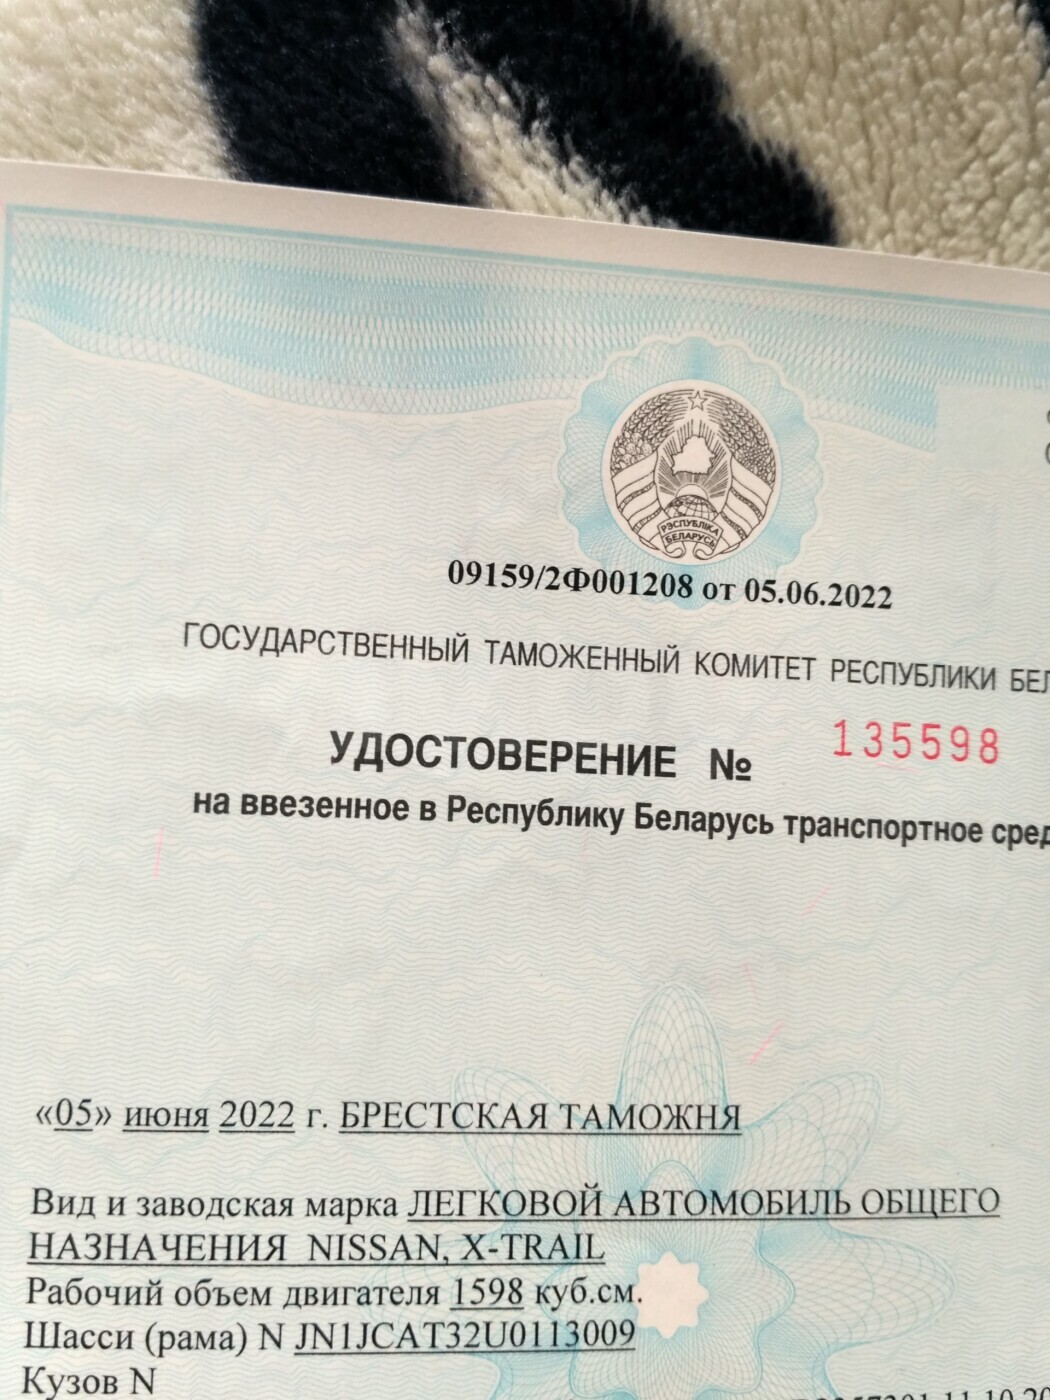 РЭСПУБЛІКА
БЕЛАРУСЬ
09159/2Ф001208 от 05.06.2022
ГОСУДАРСТВЕННЫЙ ТАМОЖЕННЫЙ КОМИТЕТ РЕСПУБЛИКИ БЕЛ
УДОСТОВЕРЕНИЕ № 135598
на ввезенное в Республику Беларусь транспортное сред
«05» июня 2022 г. БРЕСТСКАЯ ТАМОЖНЯ
Вид и заводская марка ЛЕГКОВОЙ АВТОМОБИЛЬ ОБЩЕГО
НАЗНАЧЕНИЯ NISSAN, X-TRAIL
Рабочий объем двигателя 1598 куб.см.
Шасси (рама) N JN1JCAT32U0113009
Кузов N